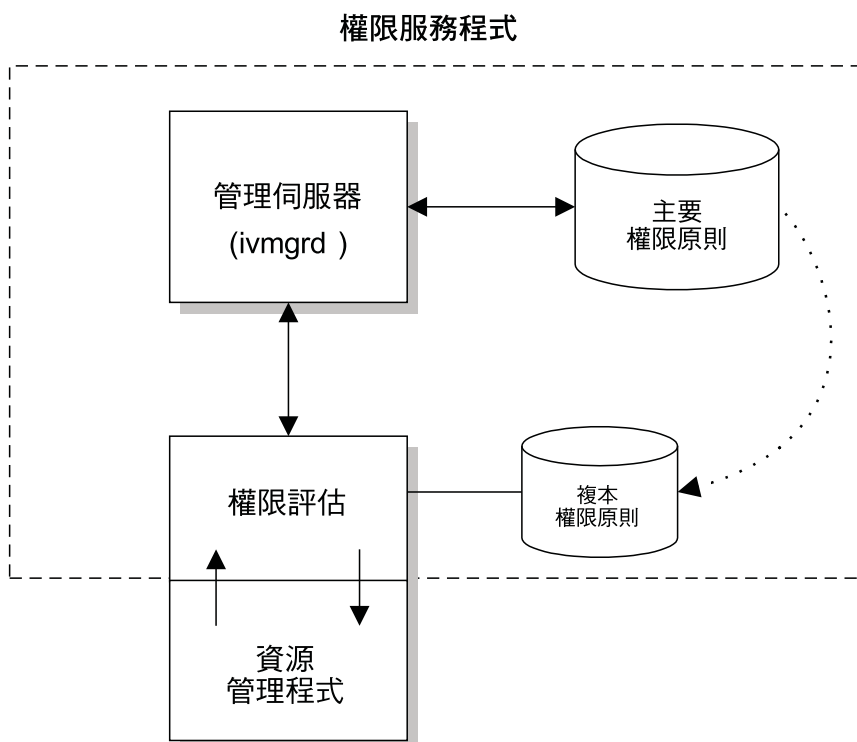 權限服務程式
管理伺服器
(ivmgrd )
主要
權限原則
權限評估
複本
權限原則
資源
管理程式